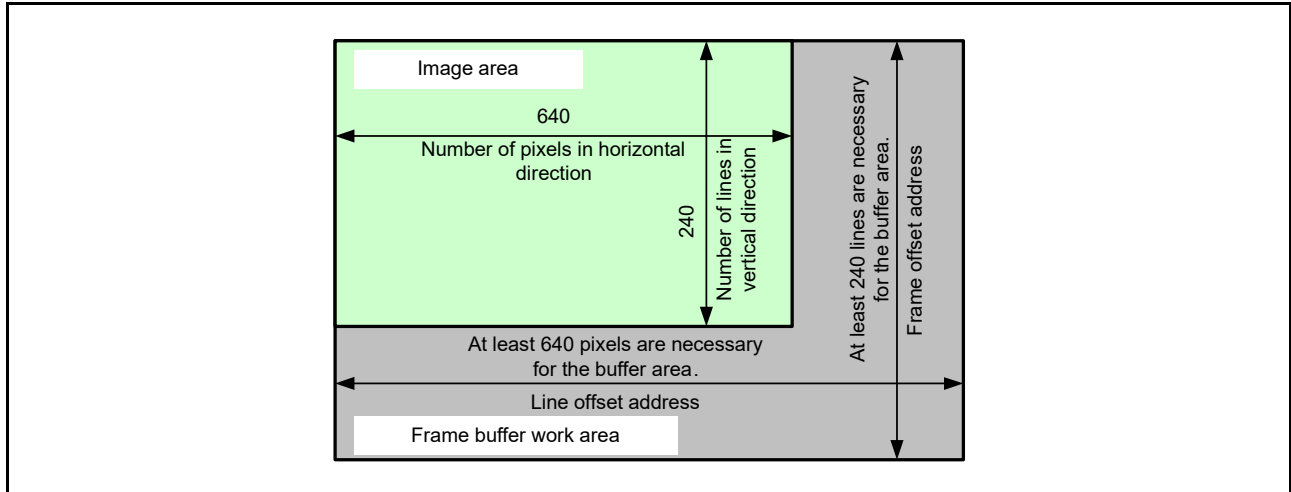 Image area
640
Number of pixels in horizontal
direction
240
Number of lines in
vertical direction
At least 240 lines are necessary
for the buffer area.
Frame offset address
At least 640 pixels are necessary
for the buffer area.
Line offset address
Frame buffer work area